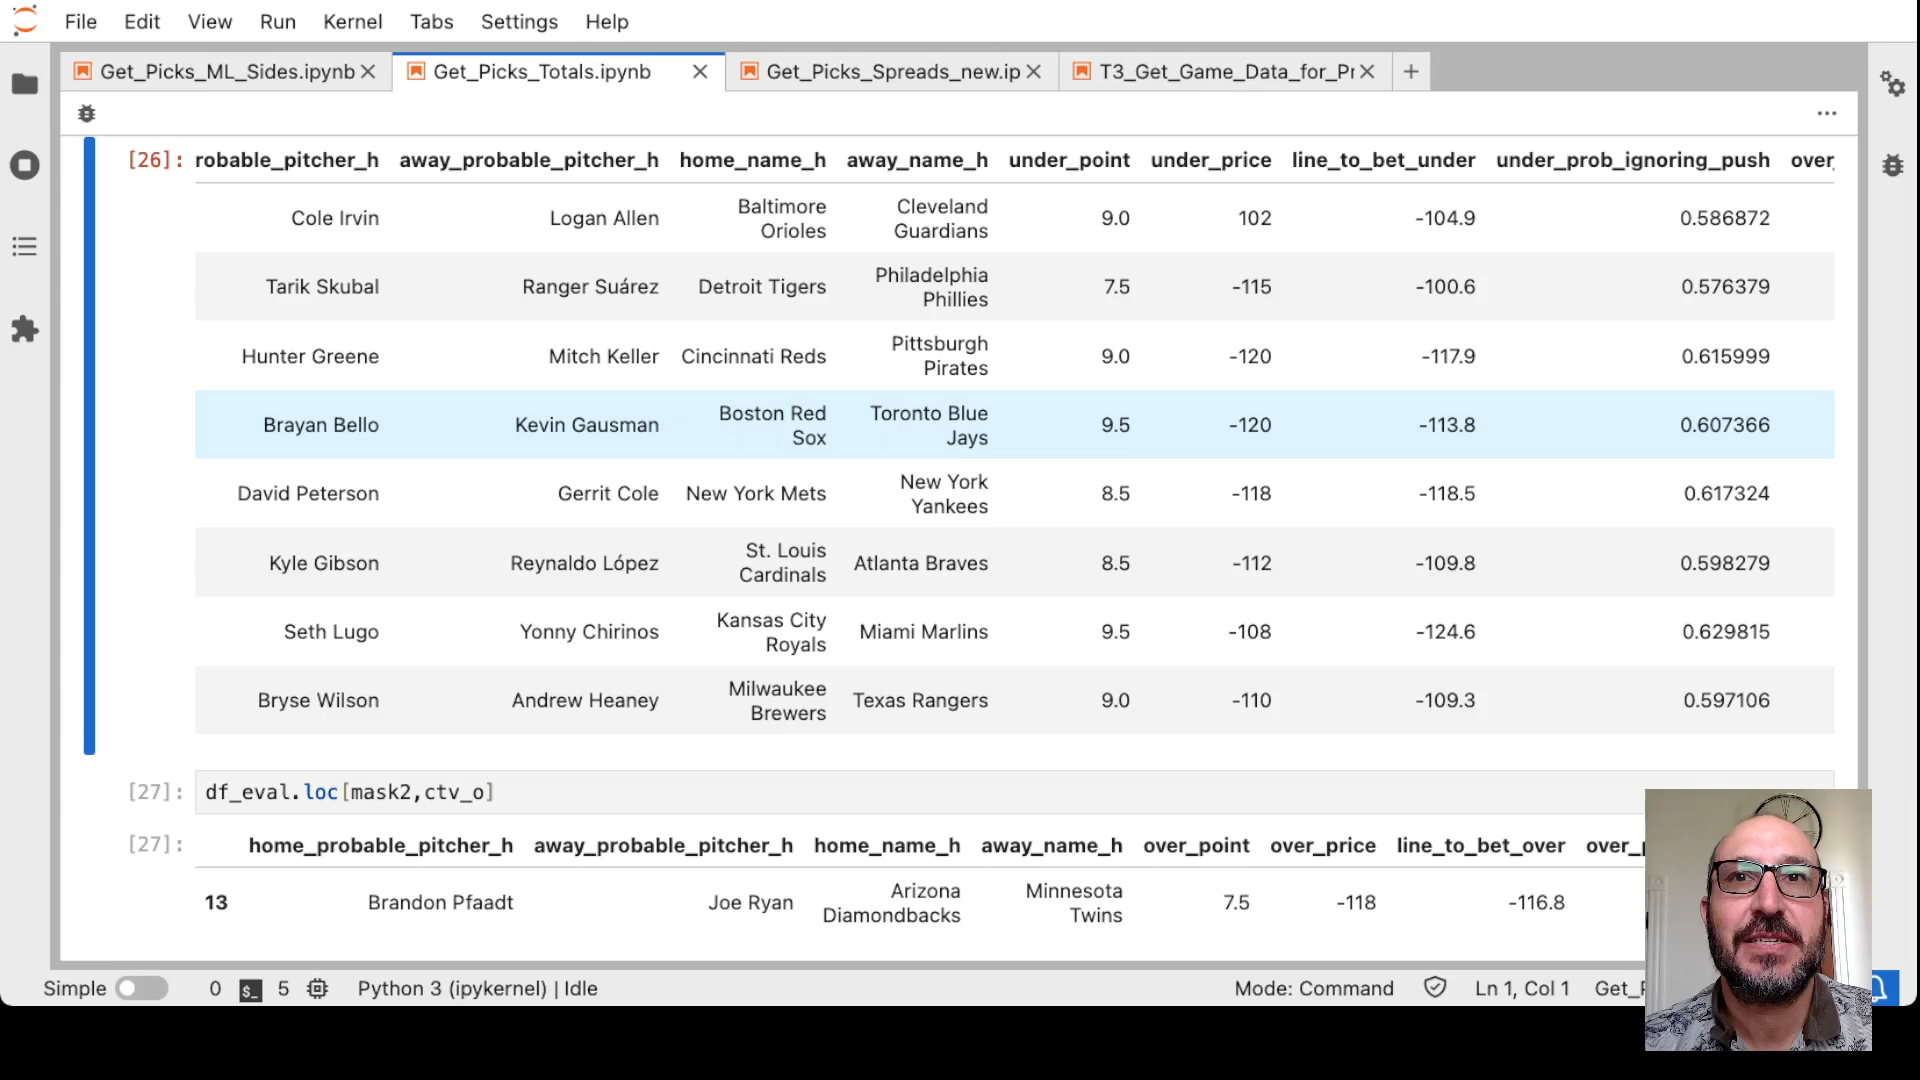 File Edit View Run Kernel Tabs Settings Help
Get_Picks_ML_Sides.ipynb Get_Picks_Totals.ipynb Get_Picks_Spreads_new.ip T3_Get_Game_Data_for_Pr
[26]: robable_pitcher_h away_probable_pitcher_h home_name_h away_name_h under_point under_price line_to_bet_under under_prob_ignoring_push over_
Cole Irvin Logan Allen Baltimore Orioles Cleveland Guardians 9.0 102 -104.9 0.586872
Tarik Skubal Ranger Suárez Detroit Tigers Philadelphia Phillies 7.5 -115 -100.6 0.576379
Hunter Greene Mitch Keller Cincinnati Reds Pittsburgh Pirates 9.0 -120 -117.9 0.615999
Brayan Bello Kevin Gausman Boston Red Sox Toronto Blue Jays 9.5 -120 -113.8 0.607366
David Peterson Gerrit Cole New York Mets New York Yankees 8.5 -118 -118.5 0.617324
Kyle Gibson Reynaldo López St. Louis Cardinals Atlanta Braves 8.5 -112 -109.8 0.598279
Seth Lugo Yonny Chirinos Kansas City Royals Miami Marlins 9.5 -108 -124.6 0.629815
Bryse Wilson Andrew Heaney Milwaukee Brewers Texas Rangers 9.0 -110 -109.3 0.597106
[27]: df_eval.loc[mask2,ctv_o]
[27]: home_probable_pitcher_h away_probable_pitcher_h home_name_h away_name_h over_point over_price line_to_bet_over over_
13 Brandon Pfaadt Joe Ryan Arizona Diamondbacks Minnesota Twins 7.5 -118 -116.8
Simple 0 $_ 5 Python 3 (ipykernel) | Idle Mode: Command Ln 1, Col 1 Get_